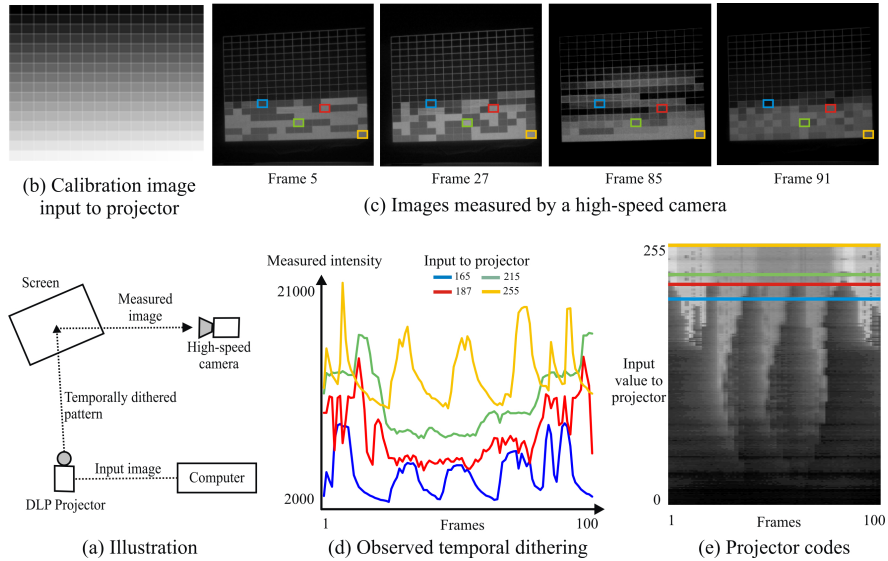 (b) Calibration image
input to projector
Frame 5
Frame 27
Frame 85
Frame 91
(c) Images measured by a high-speed camera
Screen
Measured
image
High-speed
camera
Temporally dithered
pattern
Input image
Computer
DLP Projector
(a) Illustration
Measured intensity
Input to projector
165
215
187
255
21000
2000
1
Frames
100
(d) Observed temporal dithering
255
Input
value to
projector
0
1
Frames
100
(e) Projector codes